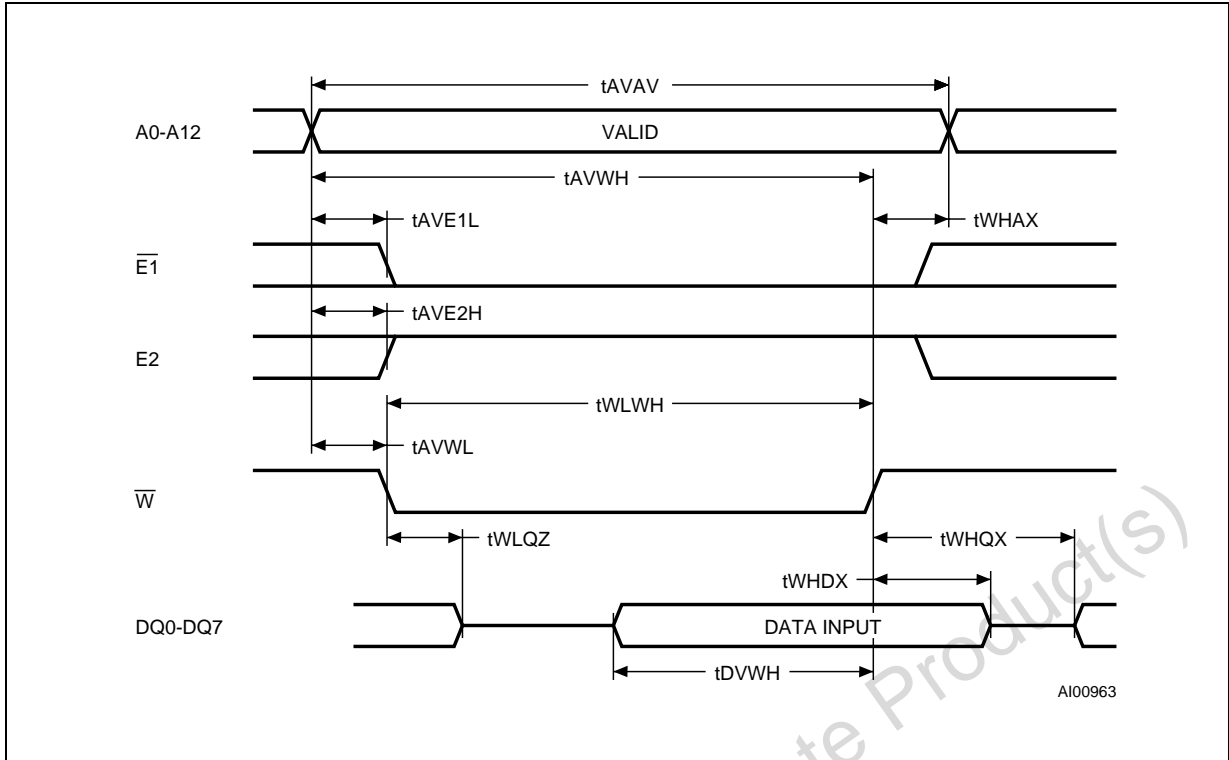 tAVAV
A0-A12 VALID
tAVWH
tAVE1L tWHAX
E1
tAVE2H
E2
tWLWH
tAVWL
W
tWLQZ tWHQX
tWHDX
DQ0-DQ7 DATA INPUT
tDVWH
AI00963
te Product(s)